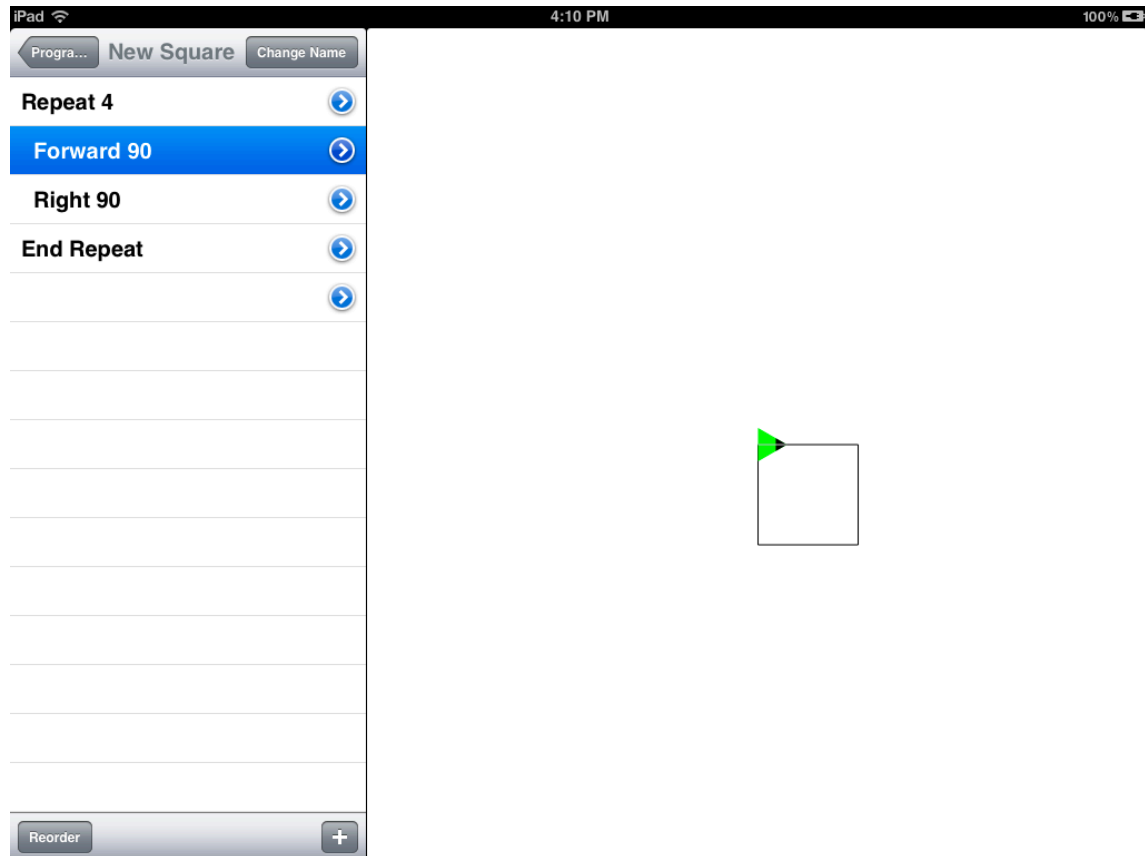 iPad 4:10 PM 100%
Progra... New Square Change Name
Repeat 4
Forward 90
Right 90
End Repeat
Reorder +